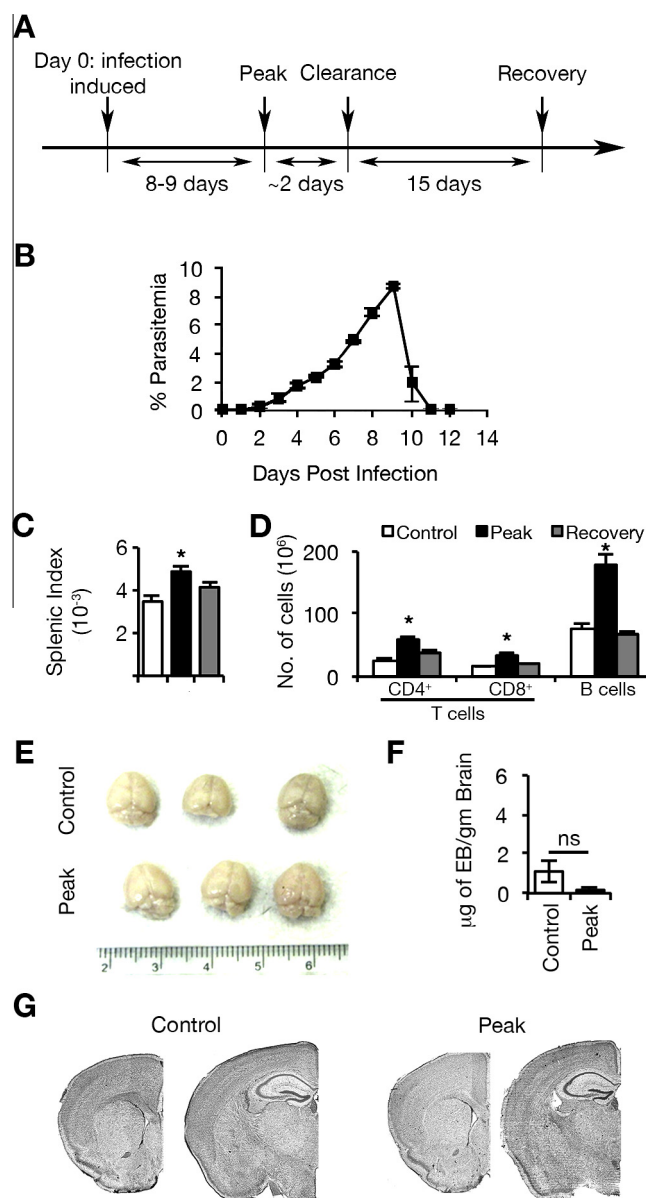 A
Day 0: infection
induced
Peak
Clearance
Recovery
8-9 days
~2 days
15 days
B
% Parasitemia
10
8
6
4
2
0
0 2 4 6 8 10 12 14
Days Post Infection
C
Splenic Index
(10-3)
6
4
2
*
D
Control Peak Recovery
No. of cells (106)
200
100
0
* * *
CD4+ CD8+ B cells
T cells
E
Control
Peak
2 3 4 5 6
F
µg of EB/gm Brain
6
4
2
0
ns
Control
Peak
G
Control
Peak